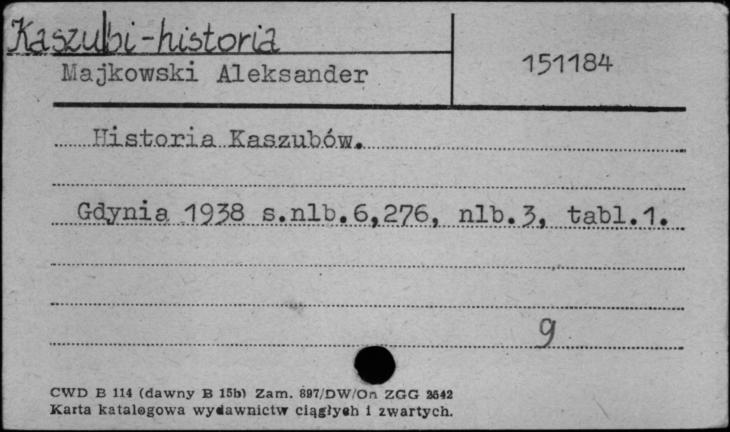 Kaszubi-historia
Majkowski Aleksander
151184
Historia Kaszubów.
Gdynia 1938 s.nlb.6,276, nlb.3, tabl.1.
9
CWD B 114 (dawny B 15b) Zam. 897/DW/On ZGG 2642
Karta katalogowa wydawnictw ciągłych i zwartych.